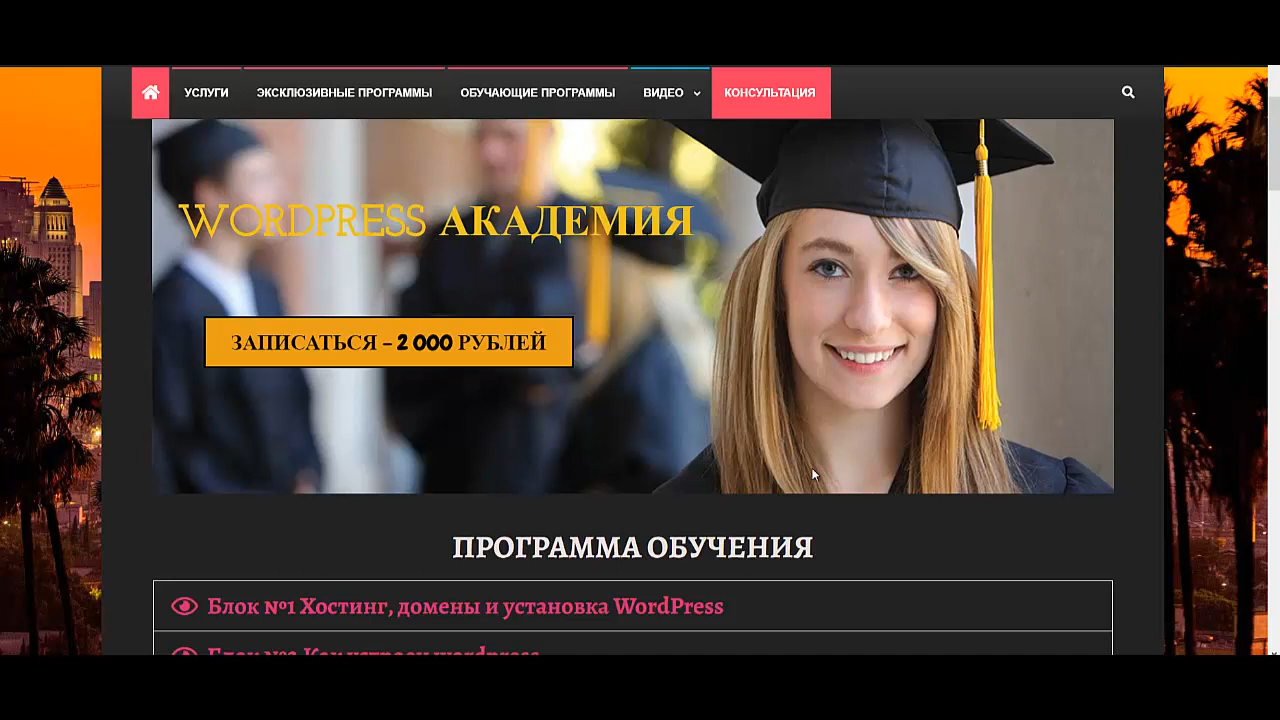 УСЛУГИ ЭКСКЛЮЗИВНЫЕ ПРОГРАММЫ ОБУЧАЮЩИЕ ПРОГРАММЫ ВИДЕО КОНСУЛЬТАЦИЯ
WORDPRESS АКАДЕМИЯ
ЗАПИСАТЬСЯ – 2 000 РУБЛЕЙ
ПРОГРАММА ОБУЧЕНИЯ
Блок №1 Хостинг, домены и установка WordPress